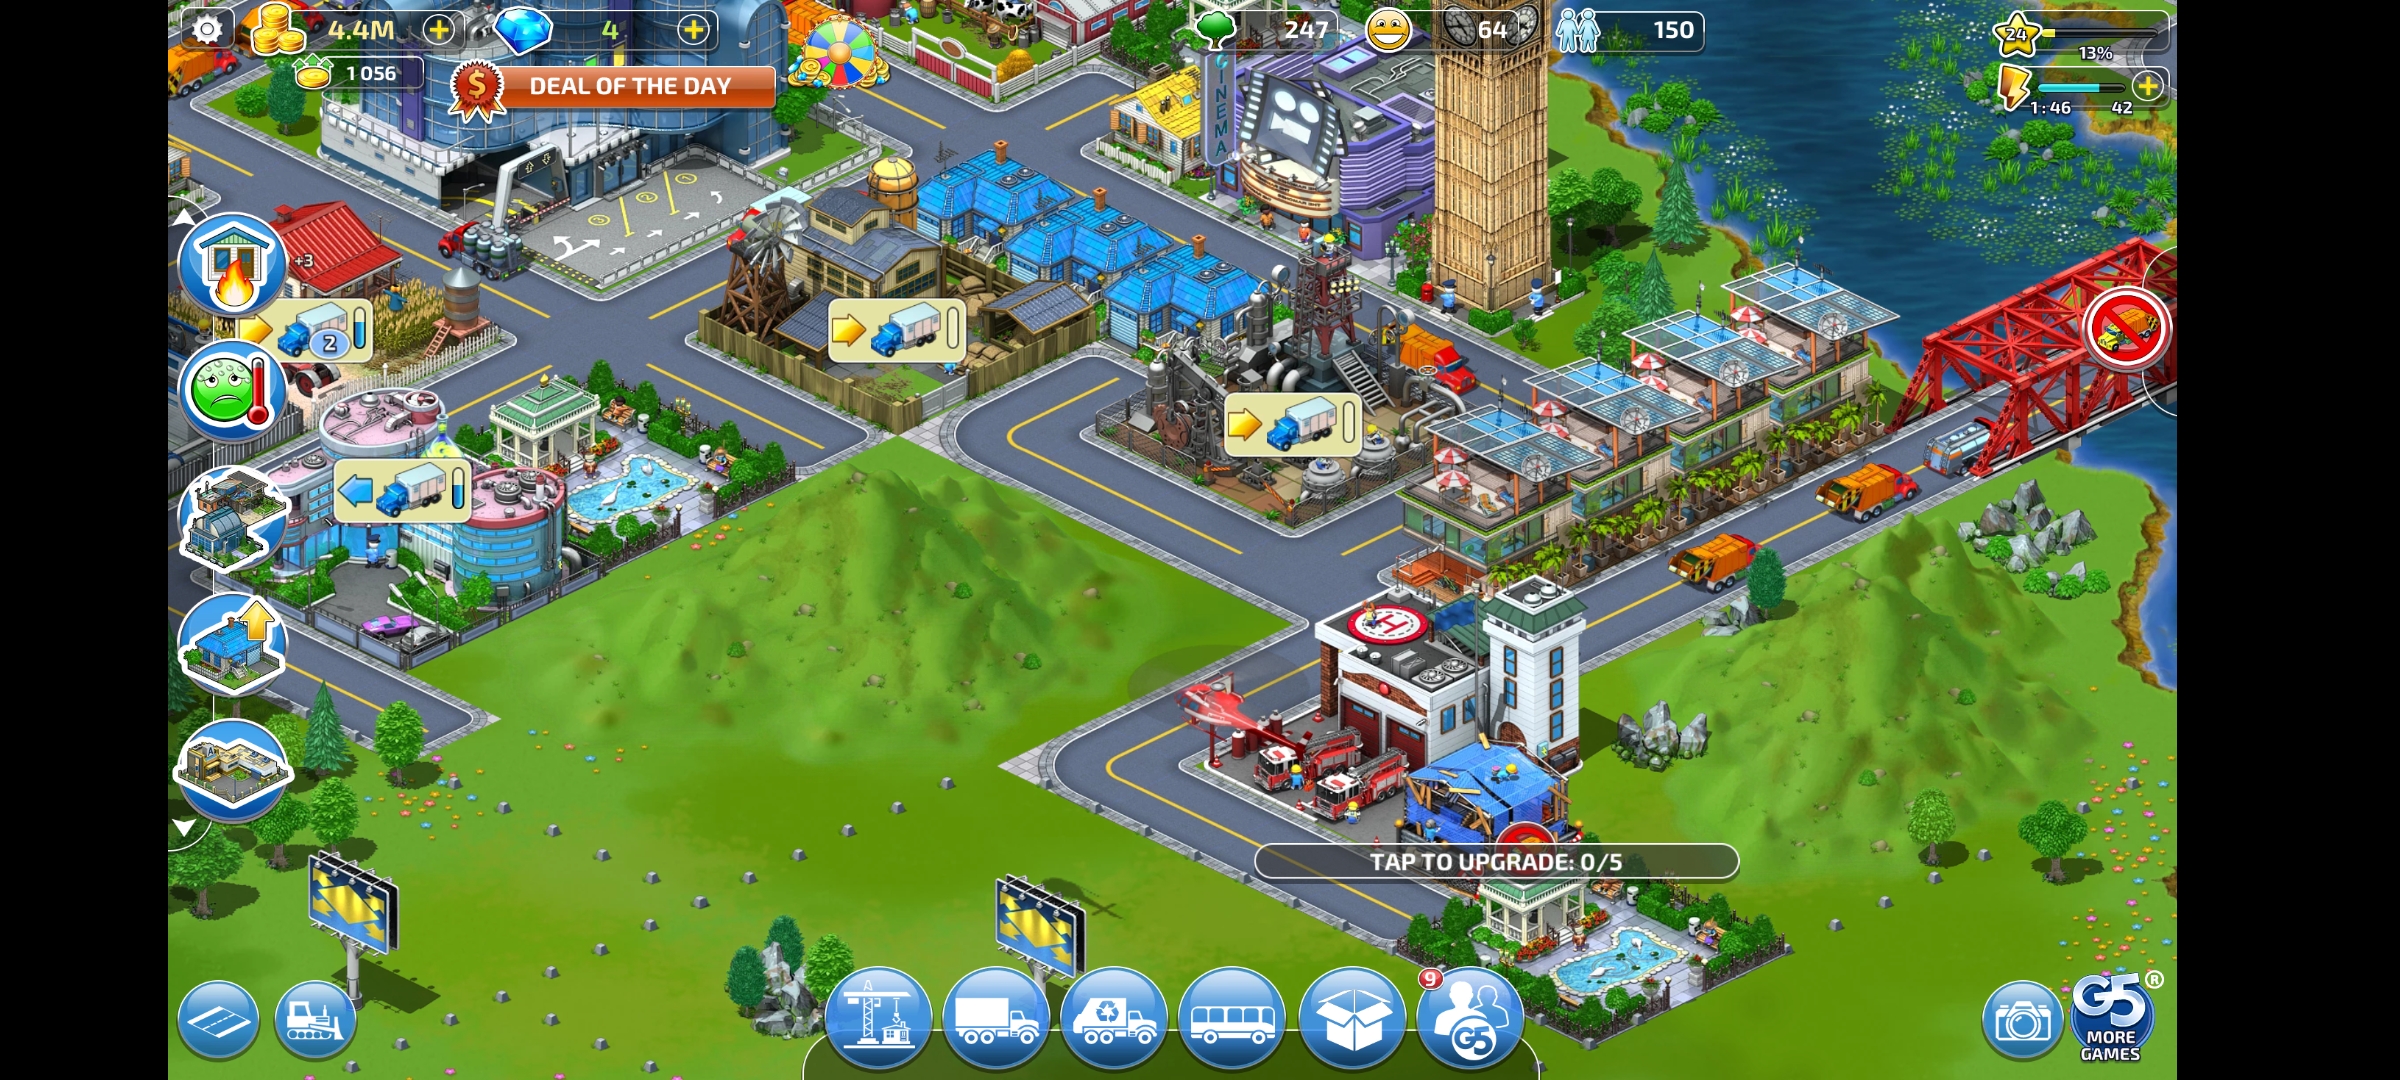 4.4M
4
247
64
150
24
13%
1 056
DEAL OF THE DAY
1:46
42
CINEMA
+3
2
H
TAP TO UPGRADE: 0/5
9
G5
G5
®
MORE
GAMES